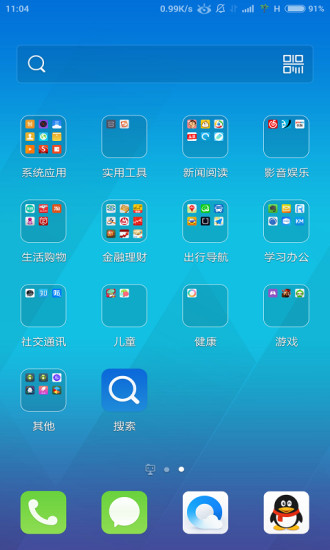 11:04 0.99K/s H 91%
系统应用 实用工具 新闻阅读 影音娱乐
生活购物 金融理财 出行导航 学习办公
社交通讯 儿童 健康 游戏
其他 搜索